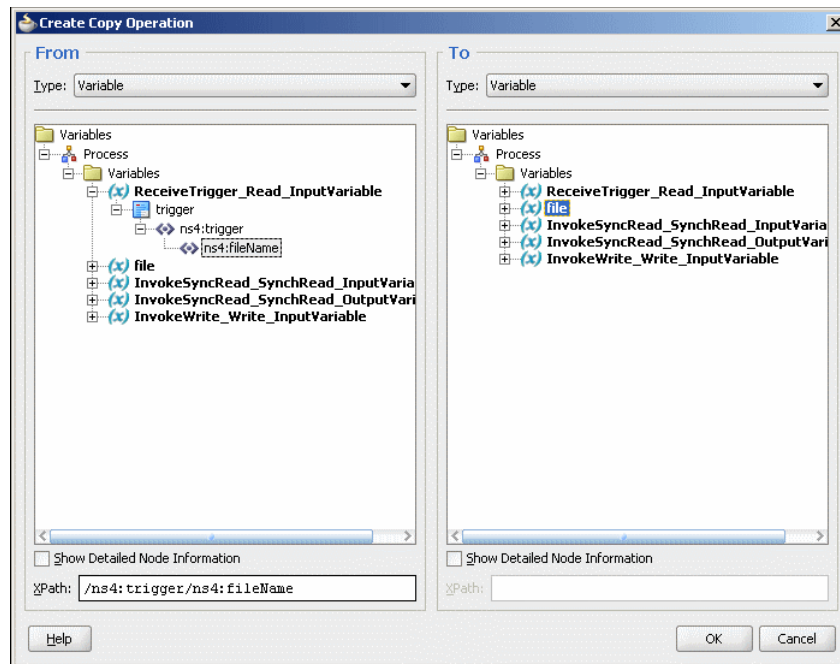 Create Copy Operation
From
Type: Variable
Variables
Process
Variables
ReceiveTrigger_Read_InputVariable
trigger
ns4:trigger
ns4:fileName
file
InvokeSyncRead_SynchRead_InputVaria
InvokeSyncRead_SynchRead_OutputVari
InvokeWrite_Write_InputVariable
Show Detailed Node Information
XPath: /ns4:trigger/ns4:fileName
To
Type: Variable
Variables
Process
Variables
ReceiveTrigger_Read_InputVariable
file
InvokeSyncRead_SynchRead_InputVaria
InvokeSyncRead_SynchRead_OutputVari
InvokeWrite_Write_InputVariable
Show Detailed Node Information
XPath:
Help
OK
Cancel